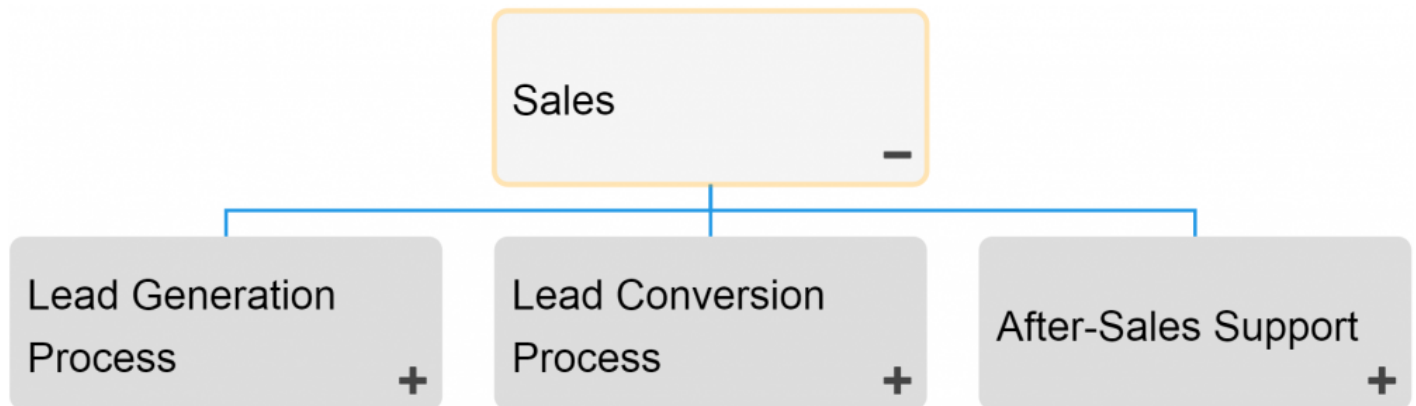 Sales
Lead Generation
Process
Lead Conversion
Process
After-Sales Support